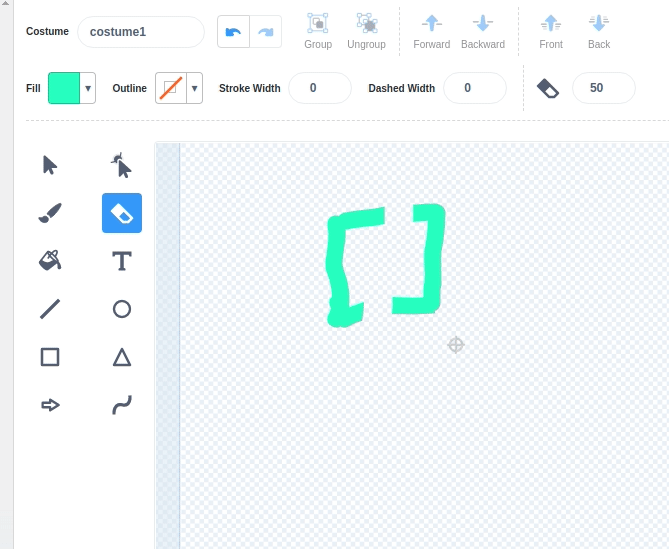 Costume costume1 Group Ungroup Forward Backward Front Back
Fill Outline Stroke Width 0 Dashed Width 0 50
T